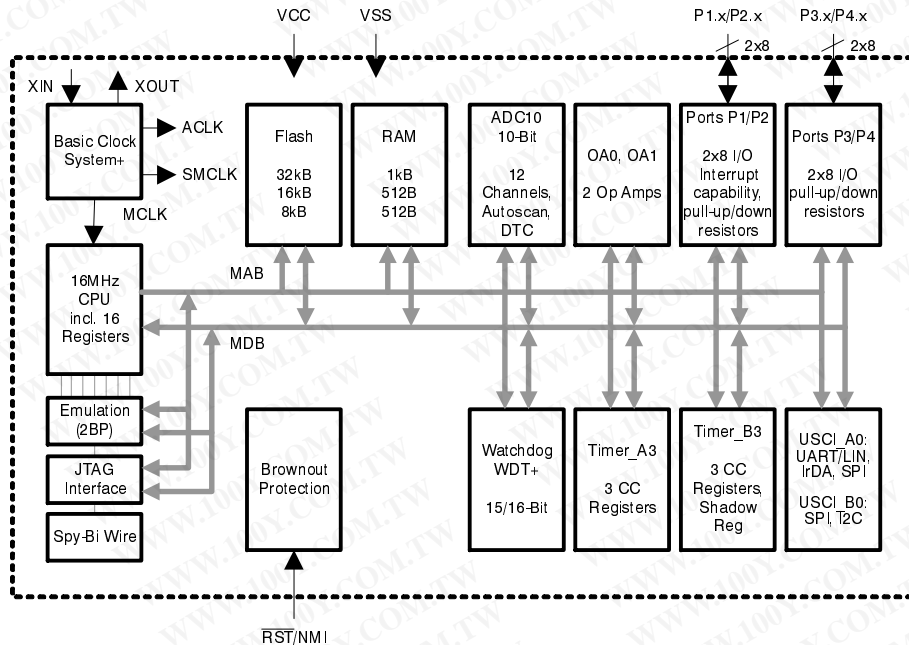 VCC
VSS
P1.x/P2.x
P3.x/P4.x
2x8
2x8
XIN
XOUT
Basic Clock
System+
ACLK
SMCLK
MCLK
Flash
32kB
16kB
8kB
RAM
1kB
512B
512B
ADC10
10-Bit
12
Channels,
Autoscan,
DTC
OA0, OA1
2 Op Amps
Ports P1/P2
2x8 I/O
Interrupt
capability,
pull-up/down
resistors
Ports P3/P4
2x8 I/O
pull-up/down
resistors
16MHz
CPU
incl. 16
Registers
MAB
MDB
Emulation
(2BP)
JTAG
Interface
Spy-Bi Wire
Brownout
Protection
Watchdog
WDT+
15/16-Bit
Timer_A3
3 CC
Registers
Timer_B3
3 CC
Registers,
Shadow
Reg
USCI_A0:
UART/LIN,
IrDA, SPI
USCI_B0:
SPI, I2C
RST/NMI
WWW.100Y.COM.TW